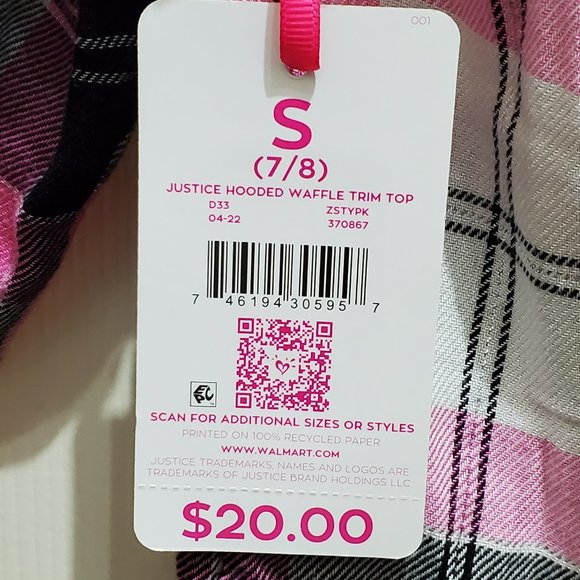 001
S
(7/8)
JUSTICE HOODED WAFFLE TRIM TOP
D33 ZSTYPK
04-22 370867
7 46194 30595 7
SCAN FOR ADDITIONAL SIZES OR STYLES
PRINTED ON 100% RECYCLED PAPER
WWW.WALMART.COM
JUSTICE TRADEMARKS, NAMES AND LOGOS ARE
TRADEMARKS OF JUSTICE BRAND HOLDINGS LLC
$20.00